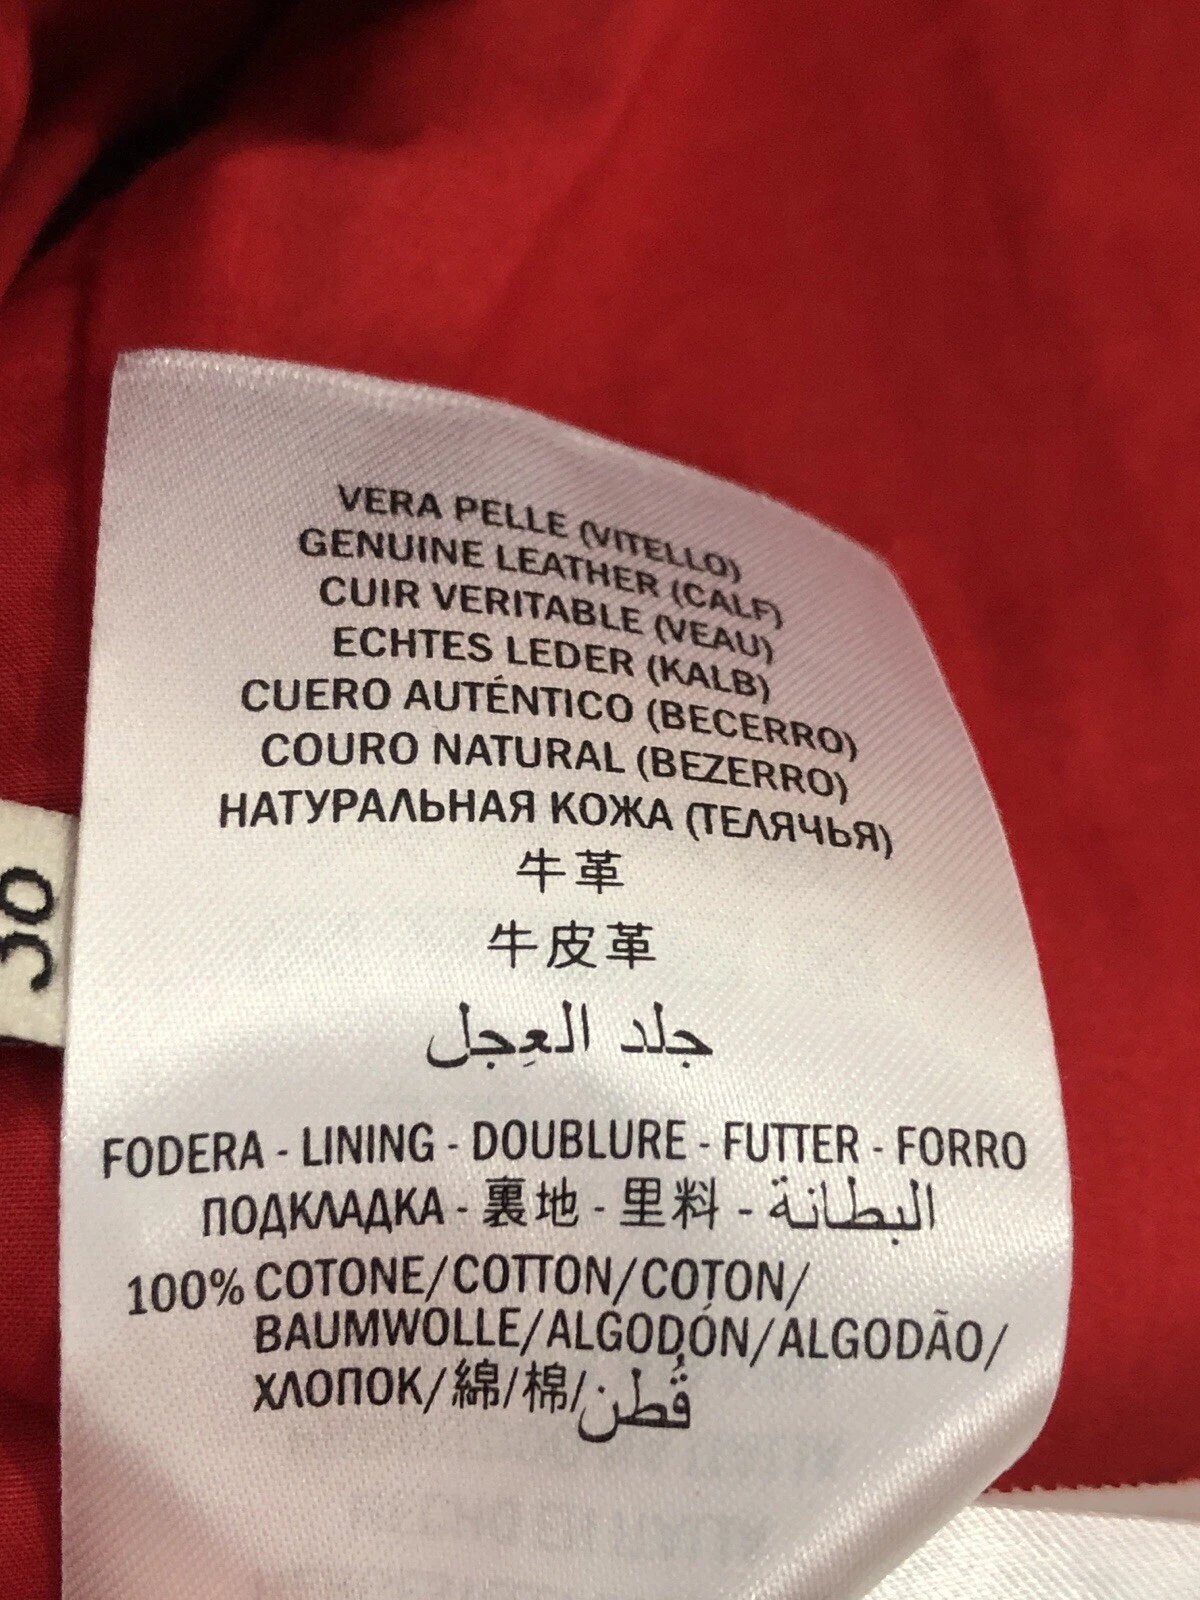 VERA PELLE (VITELLO)
GENUINE LEATHER (CALF)
CUIR VERITABLE (VEAU)
ECHTES LEDER (KALB)
CUERO AUTÉNTICO (BECERRO)
COURO NATURAL (BEZERRO)
НАТУРАЛЬНАЯ КОЖА (ТЕЛЯЧЬЯ)
牛革
牛皮革
جلد العِجل
FODERA - LINING - DOUBLURE - FUTTER - FORRO
ПОДКЛАДКА - 裏地 - 里料 - البطانة
100% COTONE/COTTON/COTON/
BAUMWOLLE/ALGODÓN/ALGODÃO/
ХЛОПОК/綿/棉/قُطن
30